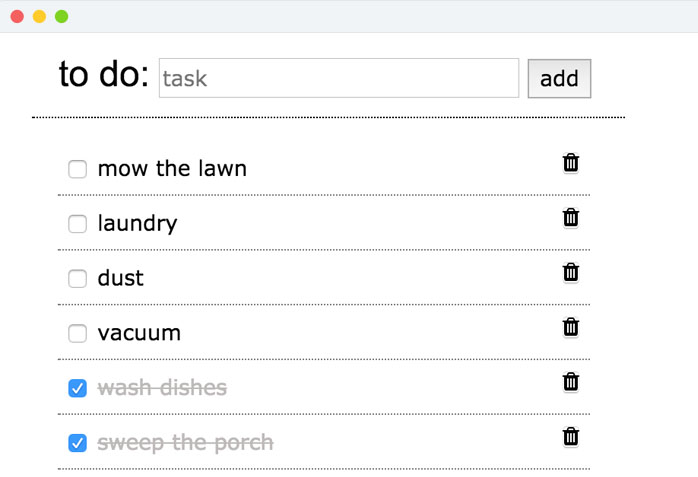 to do: task add
mow the lawn
laundry
dust
vacuum
wash dishes
sweep the porch